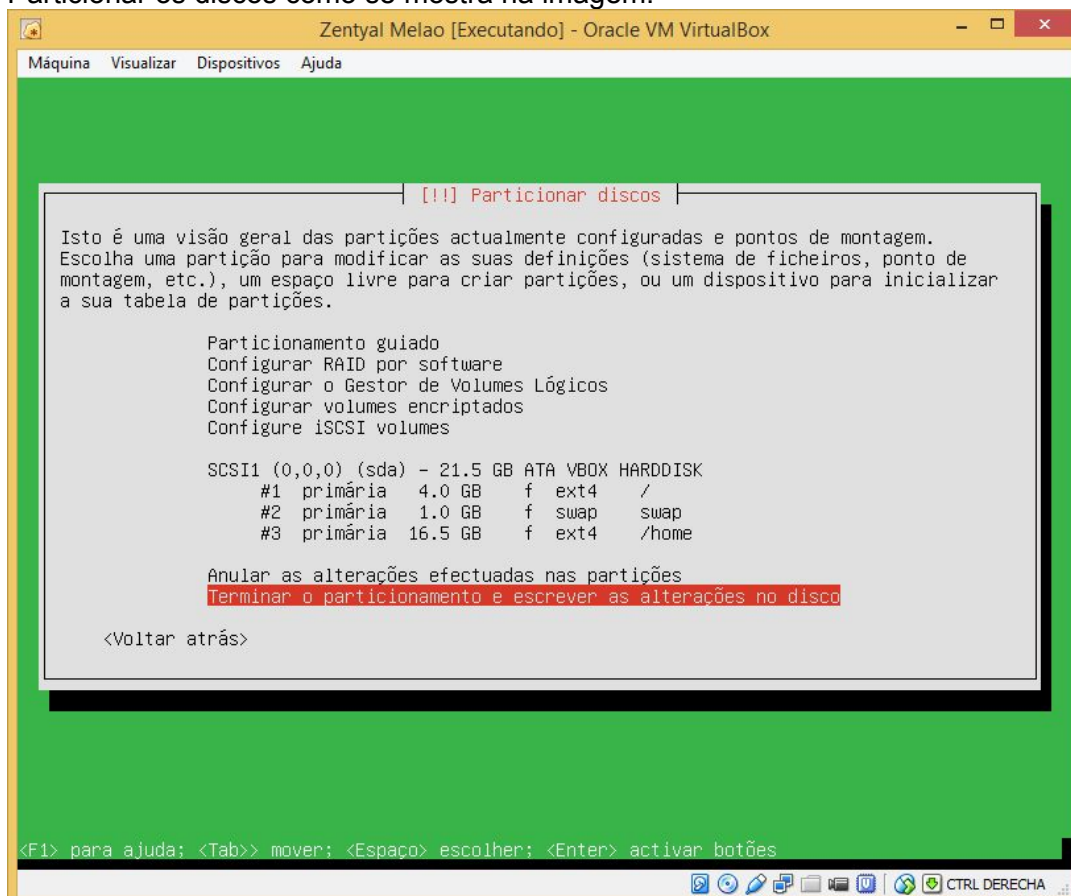 Particionar os discos como se mostra na imagem.
Zentyal Melao [Executando] - Oracle VM VirtualBox
Máquina Visualizar Dispositivos Ajuda
[!!] Particionar discos
Isto é uma visão geral das partições actualmente configuradas e pontos de montagem.
Escolha uma partição para modificar as suas definições (sistema de ficheiros, ponto de
montagem, etc.), um espaço livre para criar partições, ou um dispositivo para inicializar
a sua tabela de partições.
Particionamento guiado
Configurar RAID por software
Configurar o Gestor de Volumes Lógicos
Configurar volumes encriptados
Configure iSCSI volumes
SCSI1 (0,0,0) (sda) - 21.5 GB ATA VBOX HARDDISK
#1 primária 4.0 GB f ext4 /
#2 primária 1.0 GB f swap swap
#3 primária 16.5 GB f ext4 /home
Anular as alterações efectuadas nas partições
Terminar o particionamento e escrever as alterações no disco
<Voltar atrás>
<F1> para ajuda; <Tab>> mover; <Espaço> escolher; <Enter> activar botões
CTRL DERECHA